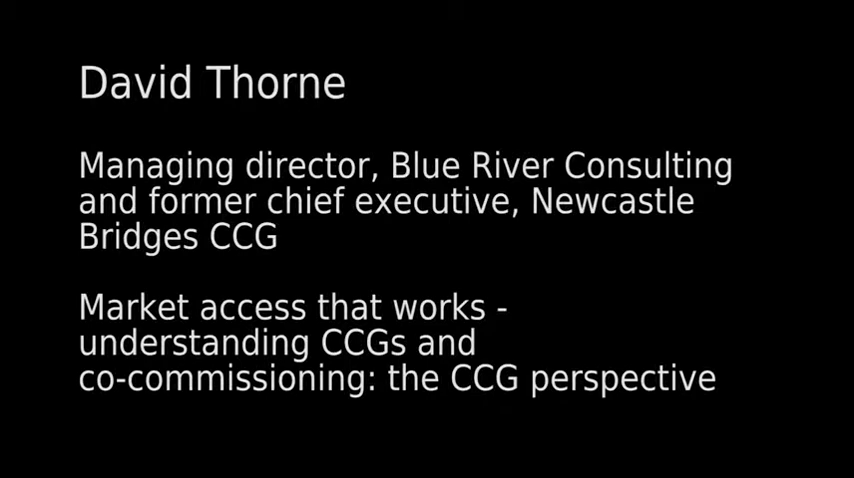 David Thorne
Managing director, Blue River Consulting
and former chief executive, Newcastle
Bridges CCG
Market access that works -
understanding CCGs and
co-commissioning: the CCG perspective